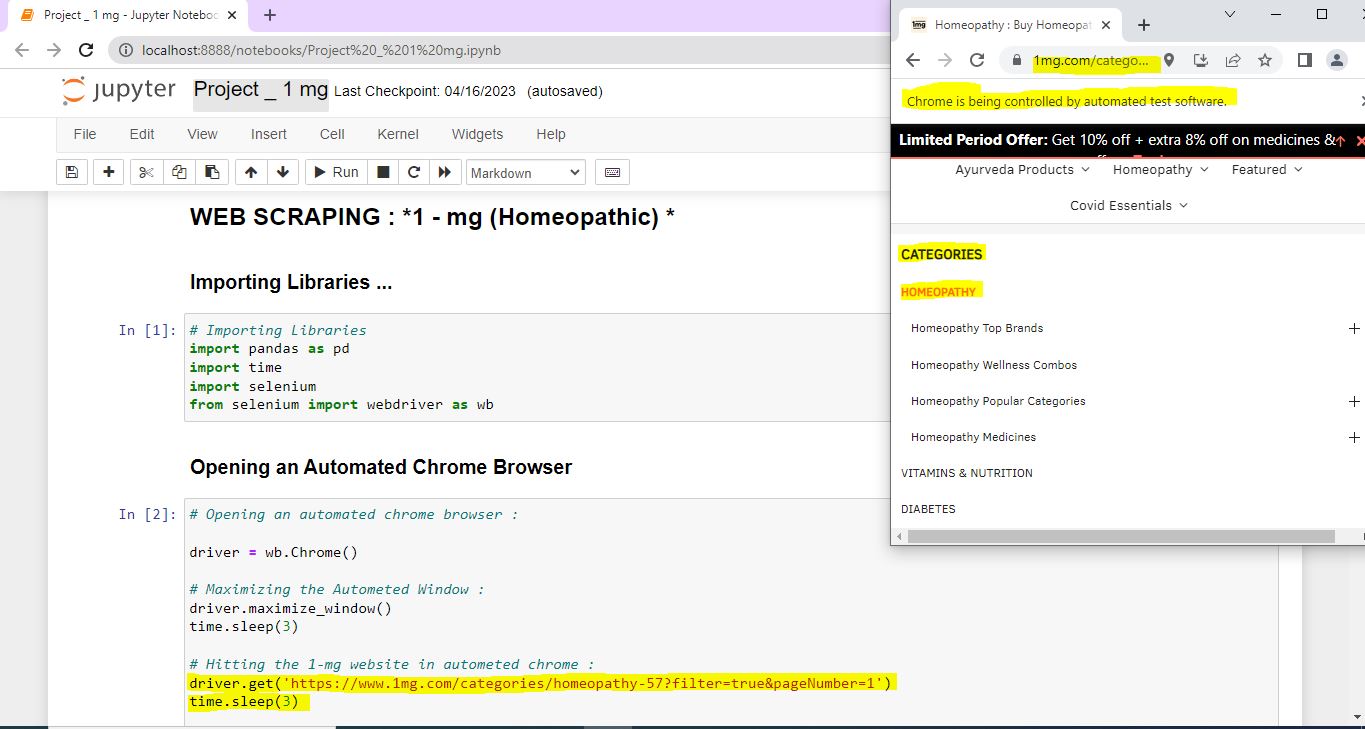 Project _ 1 mg - Jupyter Noteboo
localhost:8888/notebooks/Project%20_%201%20mg.ipynb
jupyter Project _ 1 mg Last Checkpoint: 04/16/2023 (autosaved)
File Edit View Insert Cell Kernel Widgets Help
Run Markdown
WEB SCRAPING : *1 - mg (Homeopathic) *
Importing Libraries ...
In [1]: # Importing Libraries
import pandas as pd
import time
import selenium
from selenium import webdriver as wb
Opening an Automated Chrome Browser
In [2]: # Opening an automated chrome browser :
driver = wb.Chrome()
# Maximizing the Autometed Window :
driver.maximize_window()
time.sleep(3)
# Hitting the 1-mg website in autometed chrome :
driver.get('https://www.1mg.com/categories/homeopathy-57?filter=true&pageNumber=1')
time.sleep(3)
1mg Homeopathy : Buy Homeopat
1mg.com/catego...
Chrome is being controlled by automated test software.
Limited Period Offer: Get 10% off + extra 8% off on medicines &
Ayurveda Products Homeopathy Featured
Covid Essentials
CATEGORIES
HOMEOPATHY
Homeopathy Top Brands
Homeopathy Wellness Combos
Homeopathy Popular Categories
Homeopathy Medicines
VITAMINS & NUTRITION
DIABETES